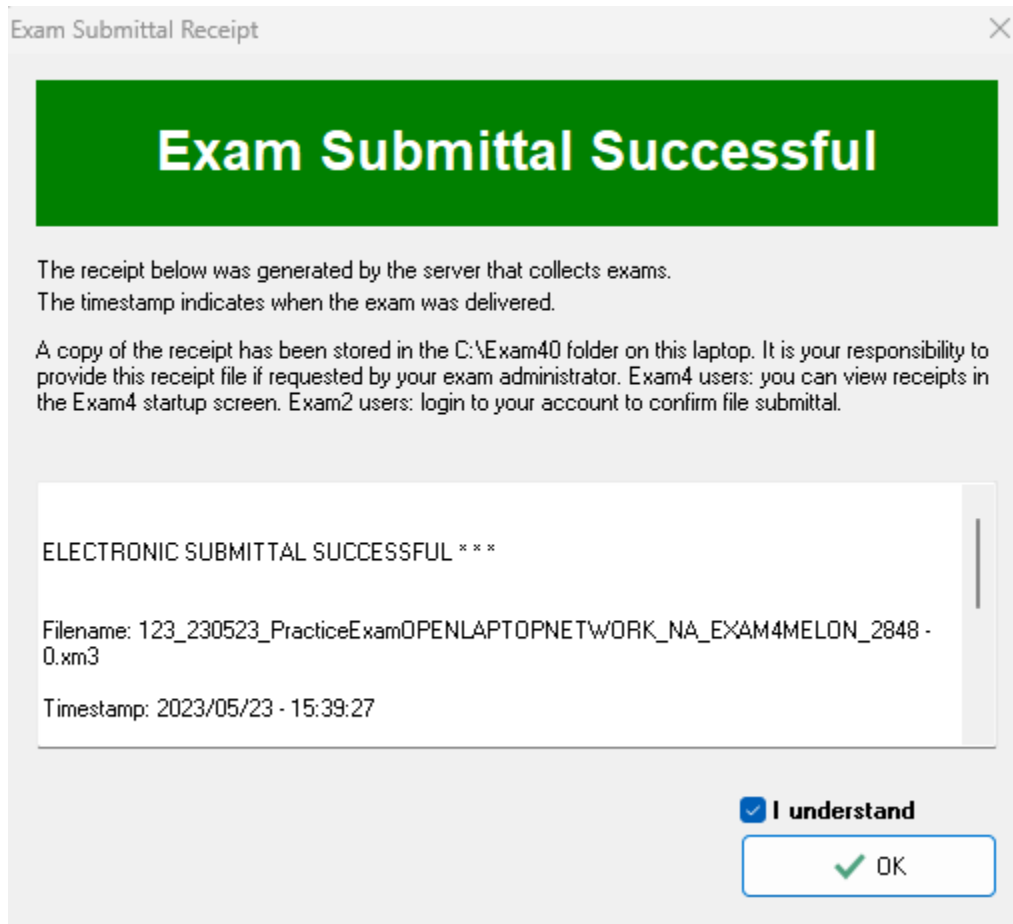 Exam Submittal Receipt
Exam Submittal Successful
The receipt below was generated by the server that collects exams.
The timestamp indicates when the exam was delivered.
A copy of the receipt has been stored in the C:\Exam40 folder on this laptop. It is your responsibility to
provide this receipt file if requested by your exam administrator. Exam4 users: you can view receipts in
the Exam4 startup screen. Exam2 users: login to your account to confirm file submittal.
ELECTRONIC SUBMITTAL SUCCESSFUL * * *
Filename: 123_230523_PracticeExamOPENLAPTOPNETWORK_NA_EXAM4MELON_2848 -
0.xm3
Timestamp: 2023/05/23 - 15:39:27
I understand
OK